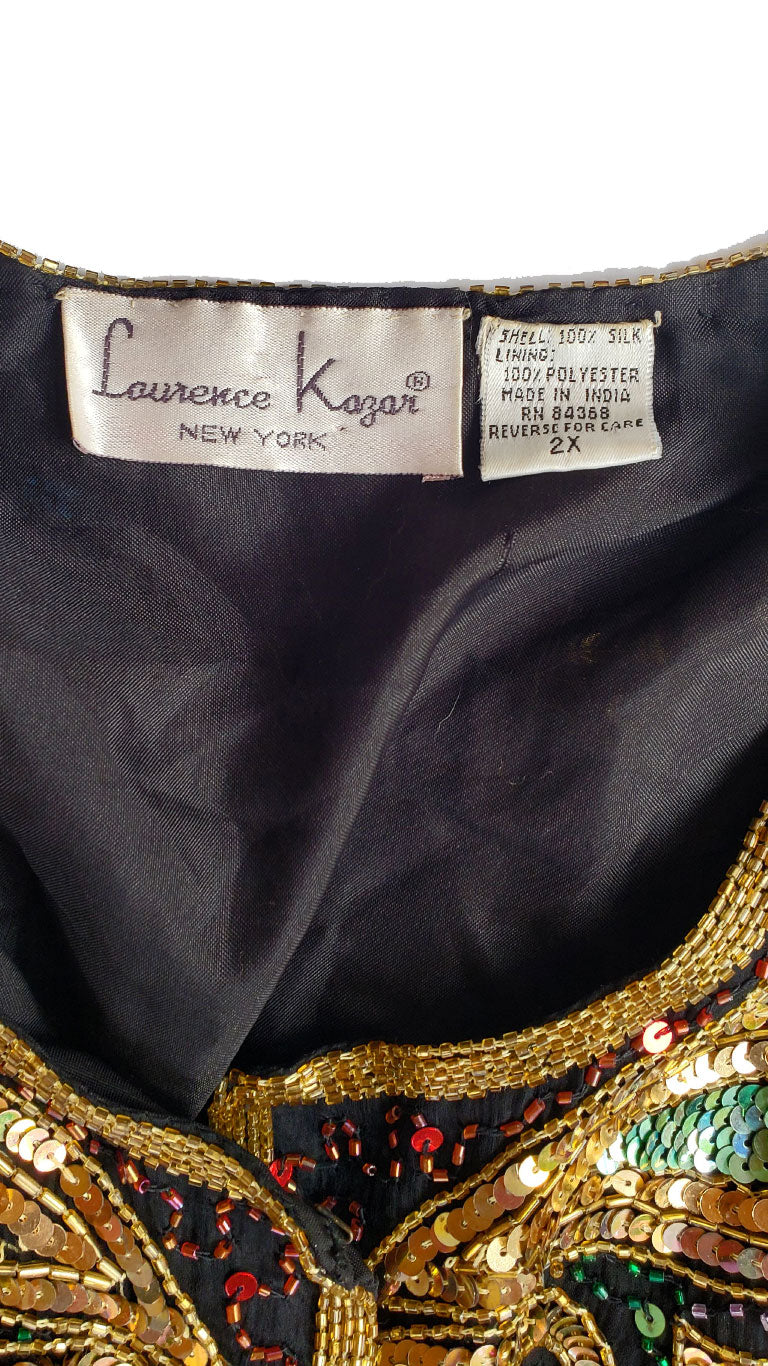 Laurence Kazar®
NEW YORK
SHELL: 100% SILK
LINING:
100% POLYESTER
MADE IN INDIA
RN 84368
REVERSE FOR CARE
2X